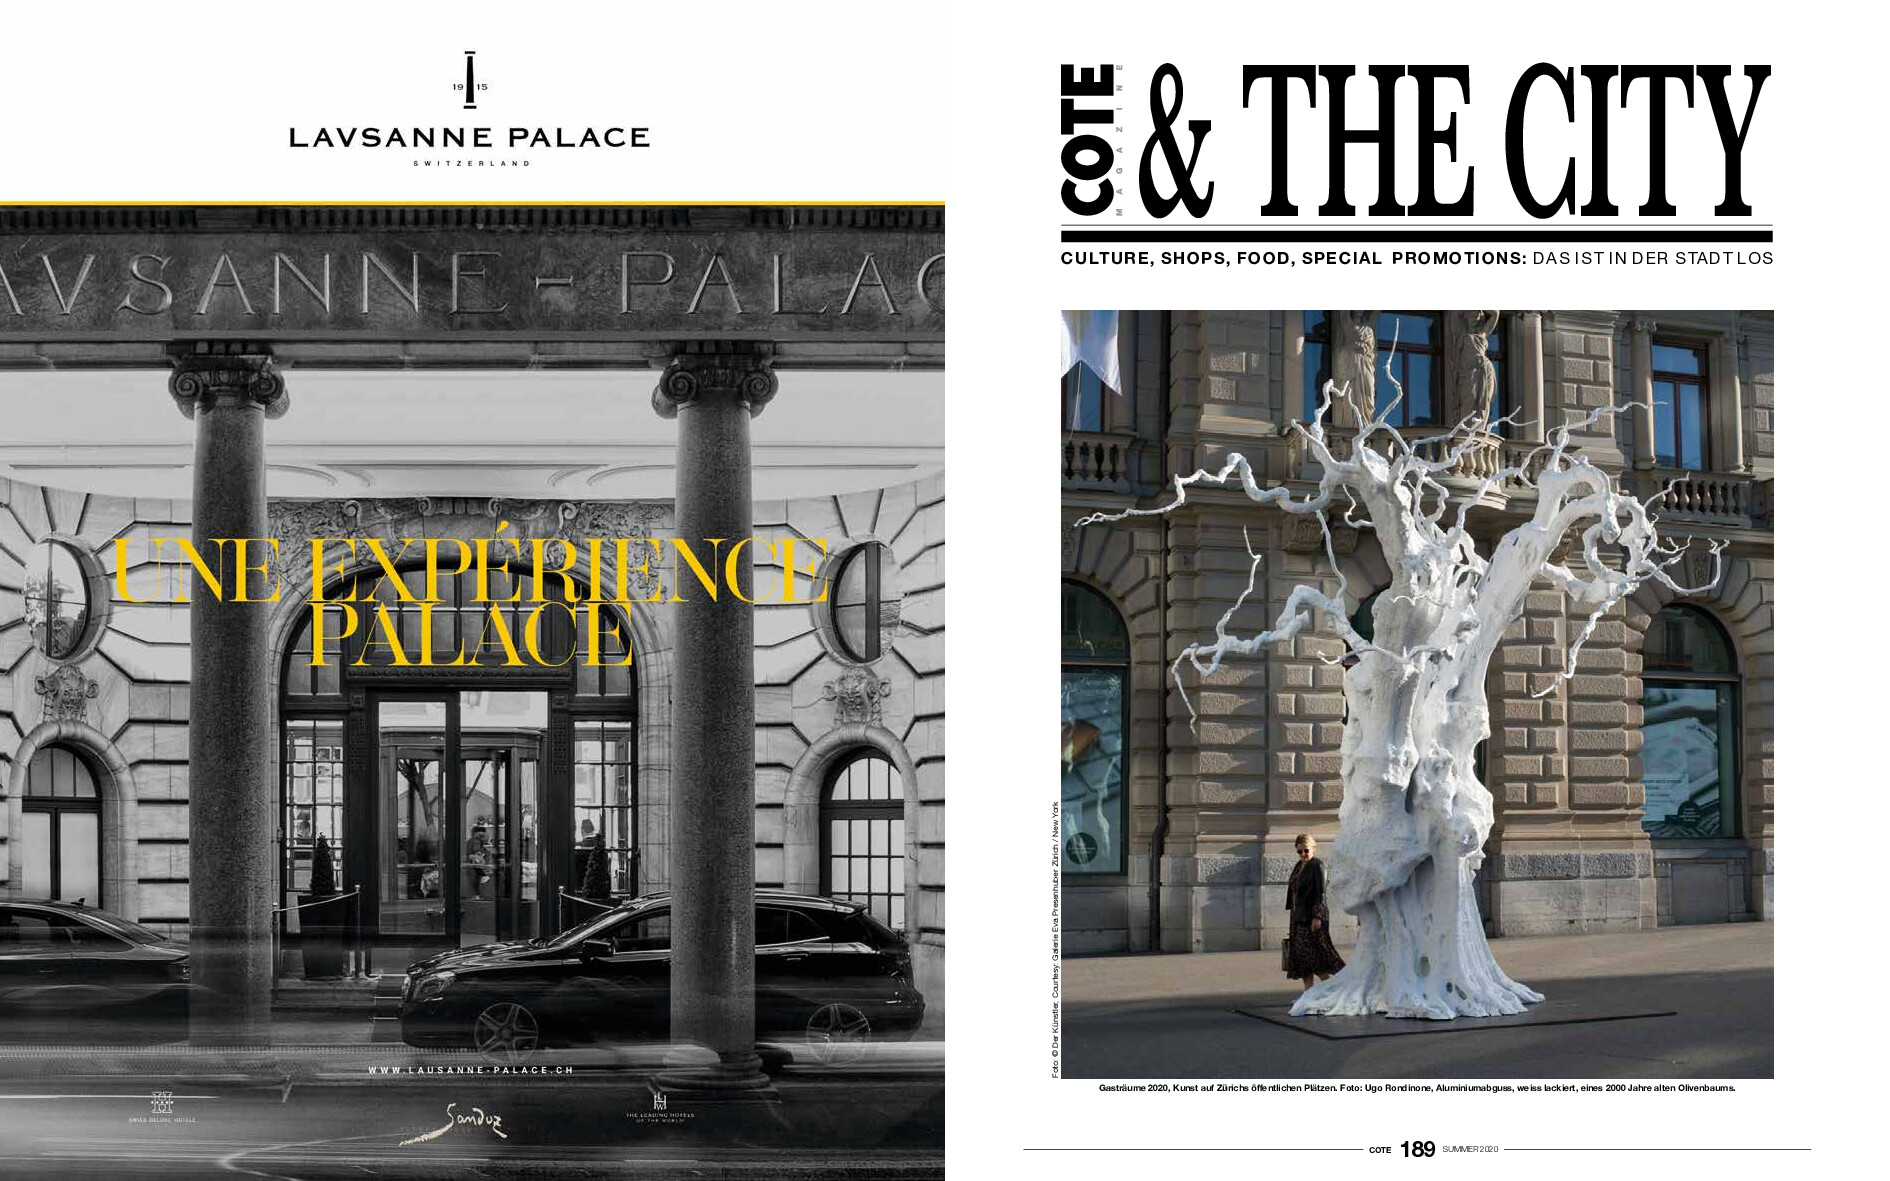 19 15
LAVSANNE PALACE
SWITZERLAND
AVSANNE - PALAC
UNE EXPÉRIENCE
PALACE
WWW.LAUSANNE-PALACE.CH
SWISS DELUXE HOTELS
Sandoz
THE LEADING HOTELS
OF THE WORLD
COTE
MAGAZINE
& THE CITY
CULTURE, SHOPS, FOOD, SPECIAL PROMOTIONS: DAS IST IN DER STADT LOS
Foto: © Der Künstler, Courtesy Galerie Eva Presenhuber Zürich / New York
Gasträume 2020, Kunst auf Zürichs öffentlichen Plätzen. Foto: Ugo Rondinone, Aluminiumabguss, weiss lackiert, eines 2000 Jahre alten Olivenbaums.
COTE 189 SUMMER 2020